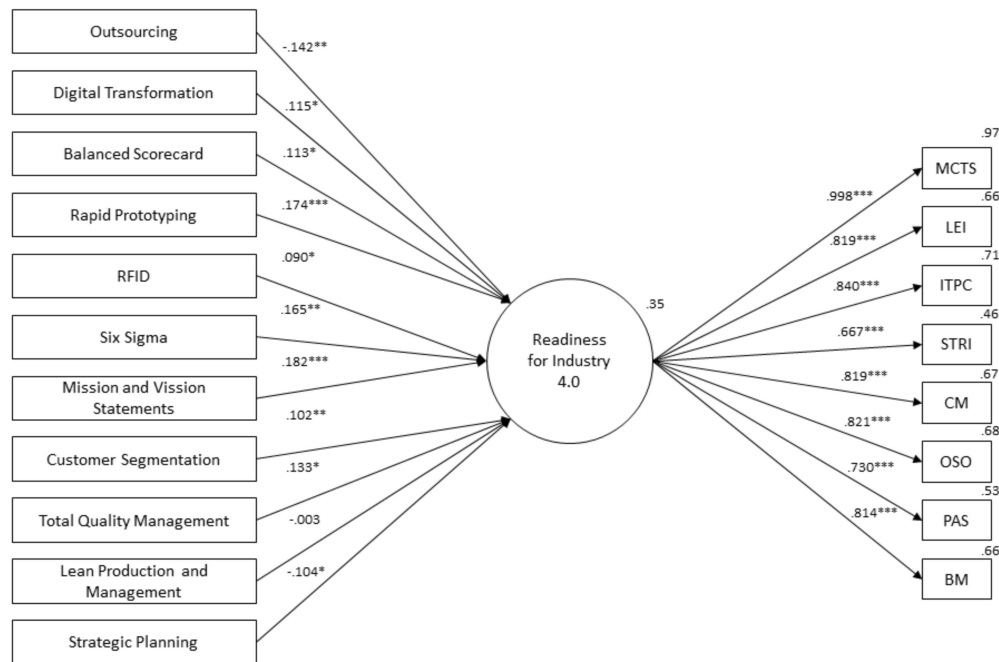 Outsourcing
-.142**
Digital Transformation
.115*
Balanced Scorecard
.113*
Rapid Prototyping
.174***
RFID
.090*
Six Sigma
.165**
Mission and Vission
Statements
.182***
Customer Segmentation
.102**
Total Quality Management
.133*
Lean Production and
Management
-.003
Strategic Planning
-.104*
Readiness
for Industry
4.0
.35
.998***
MCTS
.97
.819***
LEI
.66
.840***
ITPC
.71
.667***
STRI
.46
.819***
CM
.67
.821***
OSO
.68
.730***
PAS
.53
.814***
BM
.66